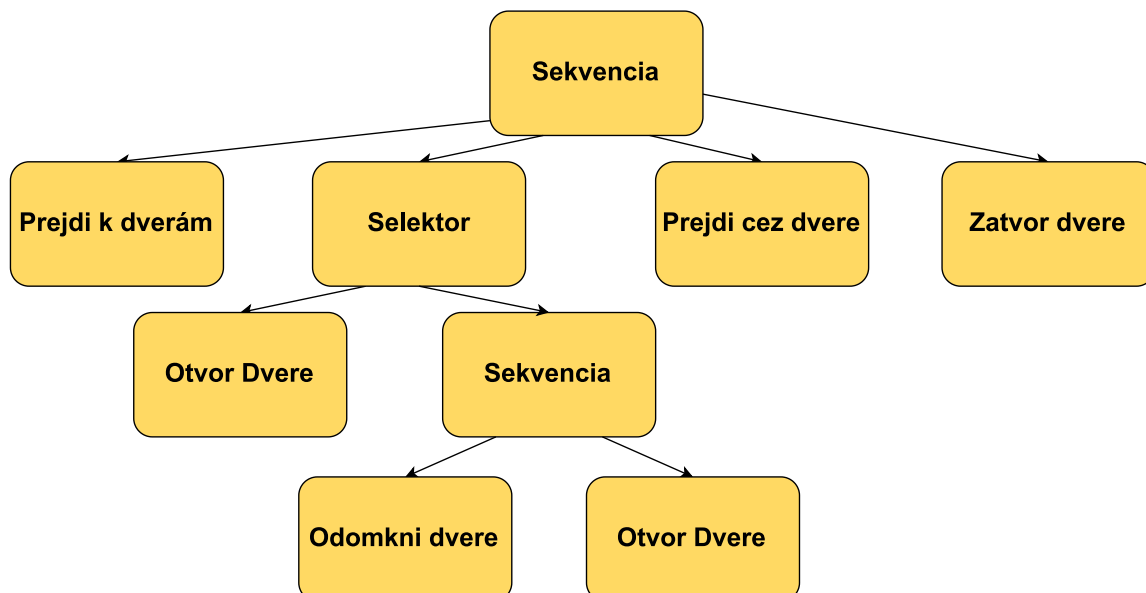 Sekvencia
Prejdi k dverám
Selektor
Prejdi cez dvere
Zatvor dvere
Otvor Dvere
Sekvencia
Odomkni dvere
Otvor Dvere